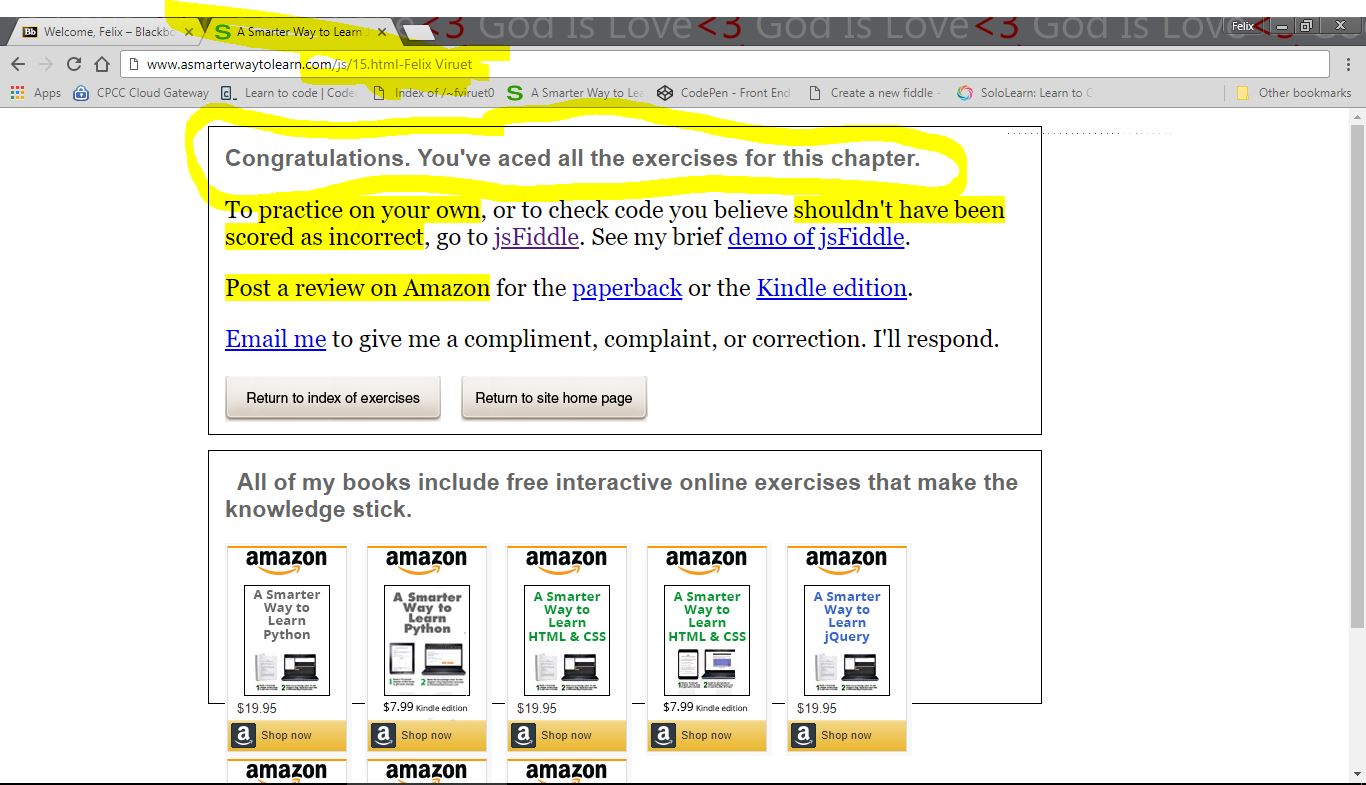 God Is Love<3 God Is Love<3 God Is Love<3
Felix
Bb Welcome, Felix – Blackbo
A Smarter Way to Learn J
www.asmarterwaytolearn.com/js/15.html-Felix Viruet
Apps CPCC Cloud Gateway Learn to code | Code Index of /~fviruet0 A Smarter Way to Lea CodePen - Front End Create a new fiddle - SoloLearn: Learn to C Other bookmarks
Congratulations. You've aced all the exercises for this chapter.
To practice on your own, or to check code you believe shouldn't have been
scored as incorrect, go to jsFiddle. See my brief demo of jsFiddle.
Post a review on Amazon for the paperback or the Kindle edition.
Email me to give me a compliment, complaint, or correction. I'll respond.
Return to index of exercises Return to site home page
All of my books include free interactive online exercises that make the
knowledge stick.
amazon amazon amazon amazon amazon
A Smarter
Way to
Learn
Python
A Smarter
Way to
Learn
Python
A Smarter
Way to
Learn
HTML & CSS
A Smarter
Way to
Learn
HTML & CSS
A Smarter
Way to
Learn
jQuery
$19.95 $7.99 Kindle edition $19.95 $7.99 Kindle edition $19.95
Shop now Shop now Shop now Shop now Shop now
amazon amazon amazon